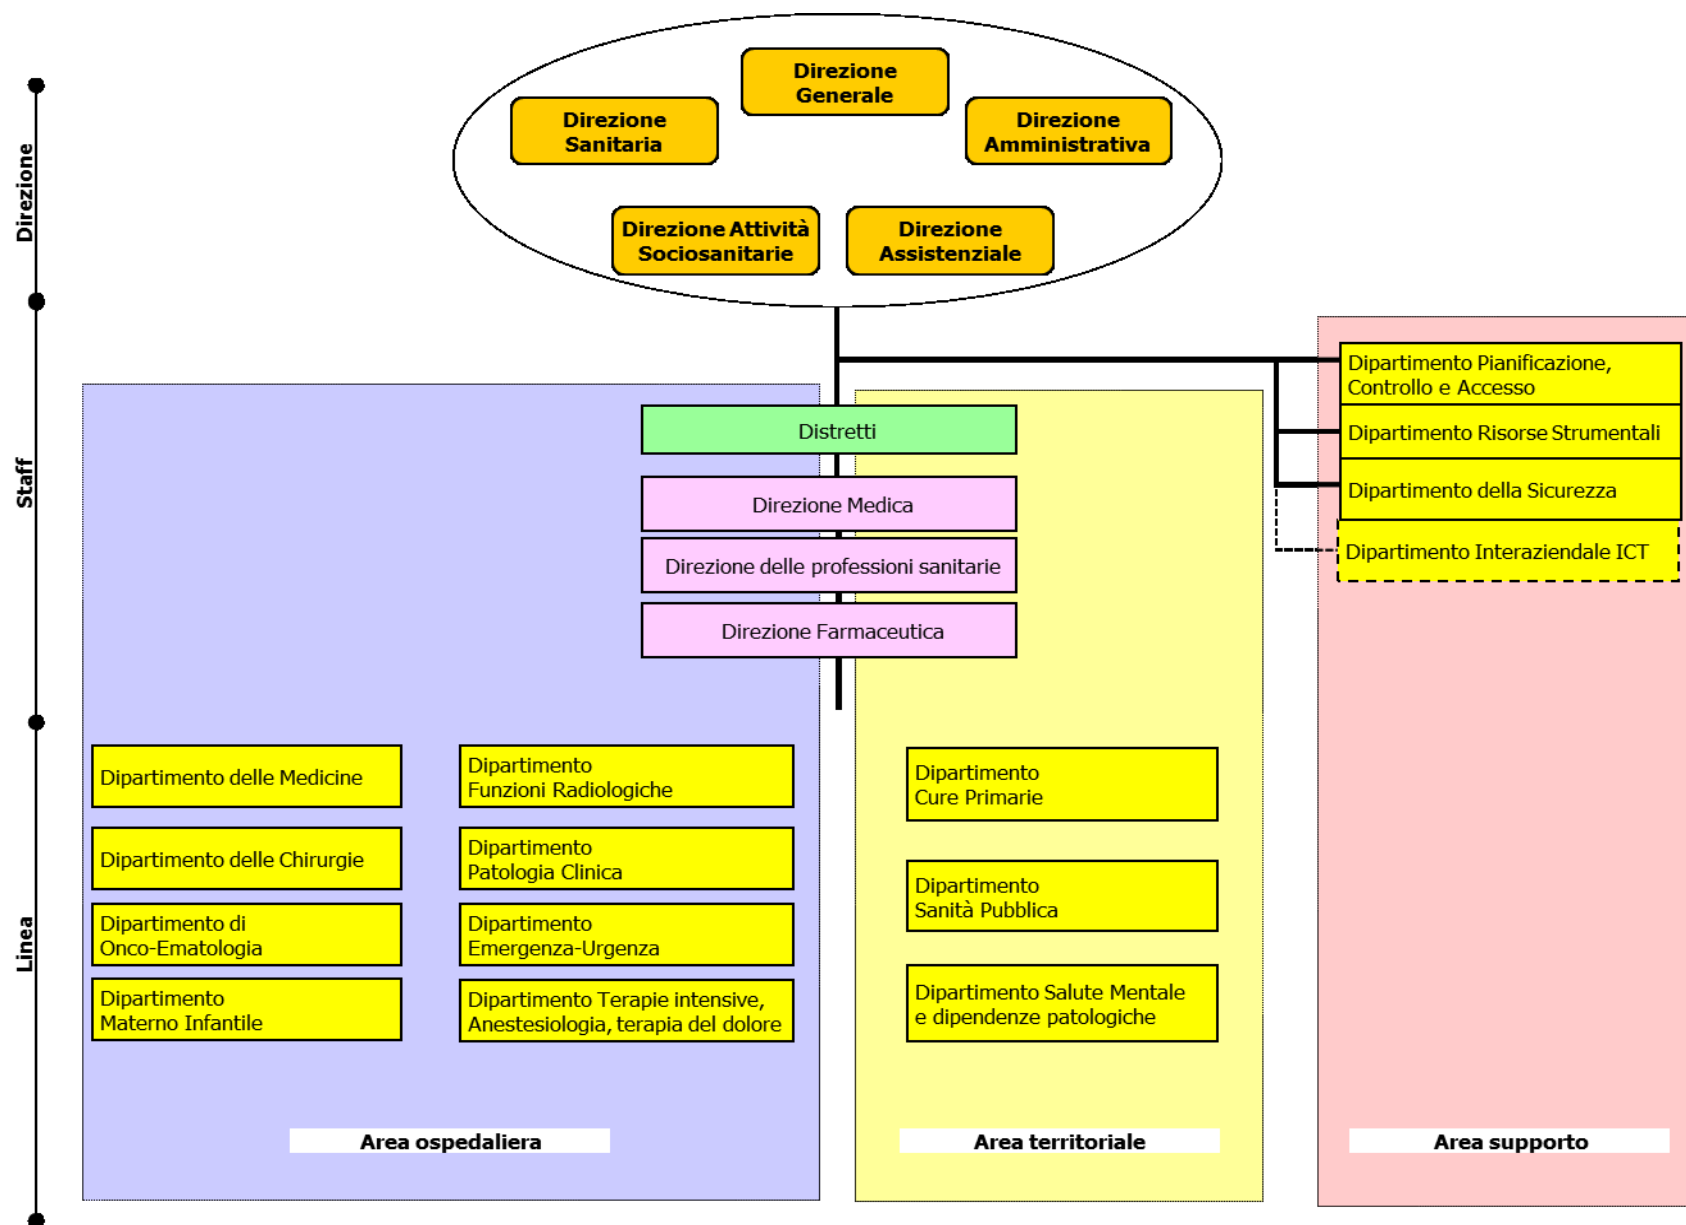 Direzione
Direzione
Generale
Direzione
Sanitaria
Direzione
Amministrativa
Direzione Attività
Sociosanitarie
Direzione
Assistenziale
Staff
Dipartimento Pianificazione,
Controllo e Accesso
Dipartimento Risorse Strumentali
Dipartimento della Sicurezza
Dipartimento Interaziendale ICT
Distretti
Direzione Medica
Direzione delle professioni sanitarie
Direzione Farmaceutica
Linea
Dipartimento delle Medicine
Dipartimento delle Chirurgie
Dipartimento di
Onco-Ematologia
Dipartimento
Materno Infantile
Dipartimento
Funzioni Radiologiche
Dipartimento
Patologia Clinica
Dipartimento
Emergenza-Urgenza
Dipartimento Terapie intensive,
Anestesiologia, terapia del dolore
Dipartimento
Cure Primarie
Dipartimento
Sanità Pubblica
Dipartimento Salute Mentale
e dipendenze patologiche
Area ospedaliera
Area territoriale
Area supporto